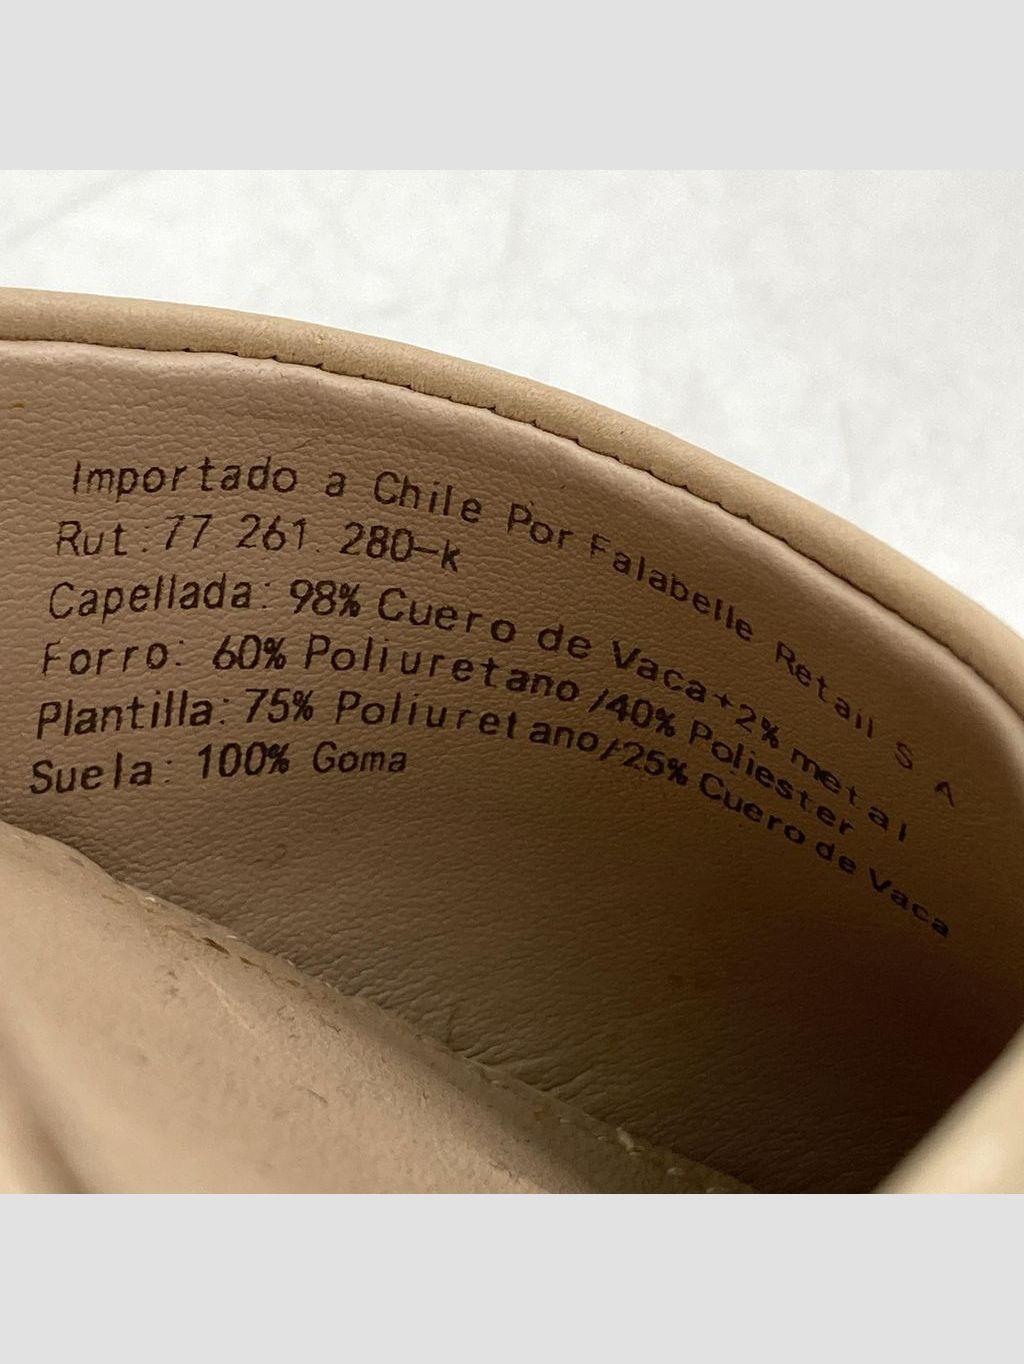 Importado a Chile Por Falabelle Retail S A
Rut:77.261.280-k
Capellada: 98% Cuero de Vaca+2% metal
Forro: 60% Poliuretano/40% Poliester
Plantilla: 75% Poliuretano/25% Cuero de Vaca
Suela: 100% Goma